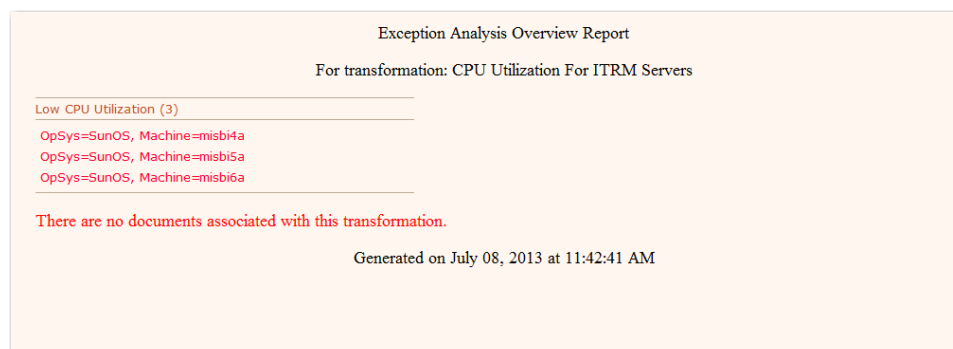 Exception Analysis Overview Report
For transformation: CPU Utilization For ITRM Servers
Low CPU Utilization (3)
OpSys=SunOS, Machine=misbi4a
OpSys=SunOS, Machine=misbi5a
OpSys=SunOS, Machine=misbi6a
There are no documents associated with this transformation.
Generated on July 08, 2013 at 11:42:41 AM